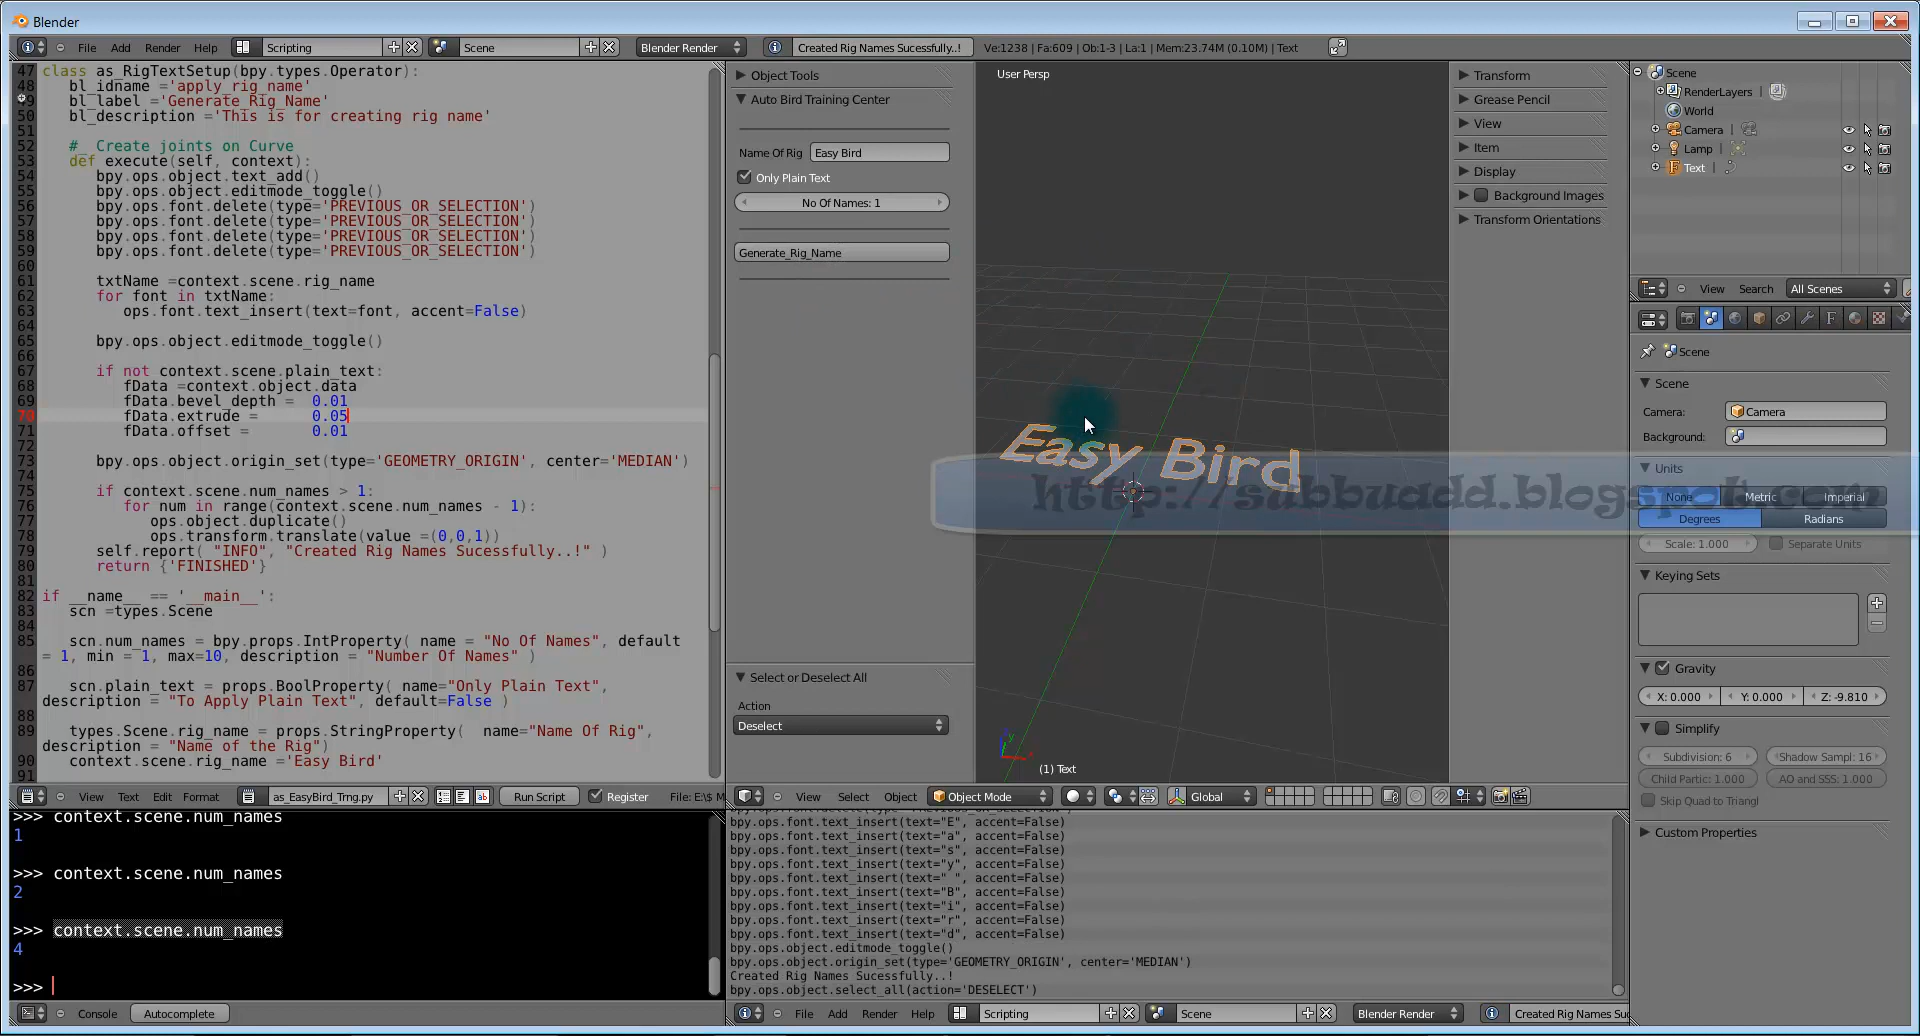 Blender
File Add Render Help Scripting Scene Blender Render Created Rig Names Sucessfully..! Ve:1238 | Fa:609 | Ob:1-3 | La:1 | Mem:23.74M (0.10M) | Text
47 class as_RigTextSetup(bpy.types.Operator):
48 bl_idname ='apply_rig_name'
49 bl_label ='Generate_Rig_Name'
50 bl_description ='This is for creating rig name'
51
52 #_ Create joints on Curve
53 def execute(self, context):
54 bpy.ops.object.text_add()
55 bpy.ops.object.editmode_toggle()
56 bpy.ops.font.delete(type='PREVIOUS_OR_SELECTION')
57 bpy.ops.font.delete(type='PREVIOUS_OR_SELECTION')
58 bpy.ops.font.delete(type='PREVIOUS_OR_SELECTION')
59 bpy.ops.font.delete(type='PREVIOUS_OR_SELECTION')
60
61 txtName =context.scene.rig_name
62 for font in txtName:
63 ops.font.text_insert(text=font, accent=False)
64
65 bpy.ops.object.editmode_toggle()
66
67 if not context.scene.plain_text:
68 fData =context.object.data
69 fData.bevel_depth = 0.01
70 fData.extrude = 0.05
71 fData.offset = 0.01
72
73 bpy.ops.object.origin_set(type='GEOMETRY_ORIGIN', center='MEDIAN')
74
75 if context.scene.num_names > 1:
76 for num in range(context.scene.num_names - 1):
77 ops.object.duplicate()
78 ops.transform.translate(value =(0,0,1))
79 self.report( "INFO", "Created Rig Names Sucessfully..!" )
80 return {'FINISHED'}
81
82 if __name__ == '__main__':
83 scn =types.Scene
84
85 scn.num_names = bpy.props.IntProperty( name = "No Of Names", default
= 1, min = 1, max=10, description = "Number Of Names" )
86
87 scn.plain_text = props.BoolProperty( name="Only Plain Text",
description = "To Apply Plain Text", default=False )
88
89 types.Scene.rig_name = props.StringProperty( name="Name Of Rig",
description = "Name of the Rig")
90 context.scene.rig_name ='Easy Bird'
91
View Text Edit Format as_EasyBird_Trng.py Run Script Register File: E:\$ M
>>> context.scene.num_names
1
>>> context.scene.num_names
2
>>> context.scene.num_names
4
>>>
Console Autocomplete
Object Tools
Auto Bird Training Center
Name Of Rig Easy Bird
Only Plain Text
No Of Names: 1
Generate_Rig_Name
Select or Deselect All
Action
Deselect
User Persp
Easy Bird
http://subbuadd.blogspot.com
(1) Text
View Select Object Object Mode Global
bpy.ops.font.text_insert(text="E", accent=False)
bpy.ops.font.text_insert(text="a", accent=False)
bpy.ops.font.text_insert(text="s", accent=False)
bpy.ops.font.text_insert(text="y", accent=False)
bpy.ops.font.text_insert(text=" ", accent=False)
bpy.ops.font.text_insert(text="B", accent=False)
bpy.ops.font.text_insert(text="i", accent=False)
bpy.ops.font.text_insert(text="r", accent=False)
bpy.ops.font.text_insert(text="d", accent=False)
bpy.ops.object.editmode_toggle()
bpy.ops.object.origin_set(type='GEOMETRY_ORIGIN', center='MEDIAN')
Created Rig Names Sucessfully..!
bpy.ops.object.select_all(action='DESELECT')
File Add Render Help Scripting Scene Blender Render Created Rig Names Suc
Transform
Grease Pencil
View
Item
Display
Background Images
Transform Orientations
Scene
RenderLayers
World
Camera
Lamp
Text
View Search All Scenes
Scene
Scene
Camera: Camera
Background:
Units
None Metric Imperial
Degrees Radians
Scale: 1.000 Separate Units
Keying Sets
Gravity
X: 0.000 Y: 0.000 Z: -9.810
Simplify
Subdivision: 6 Shadow Sampl: 16
Child Partic: 1.000 AO and SSS: 1.000
Skip Quad to Triangl
Custom Properties